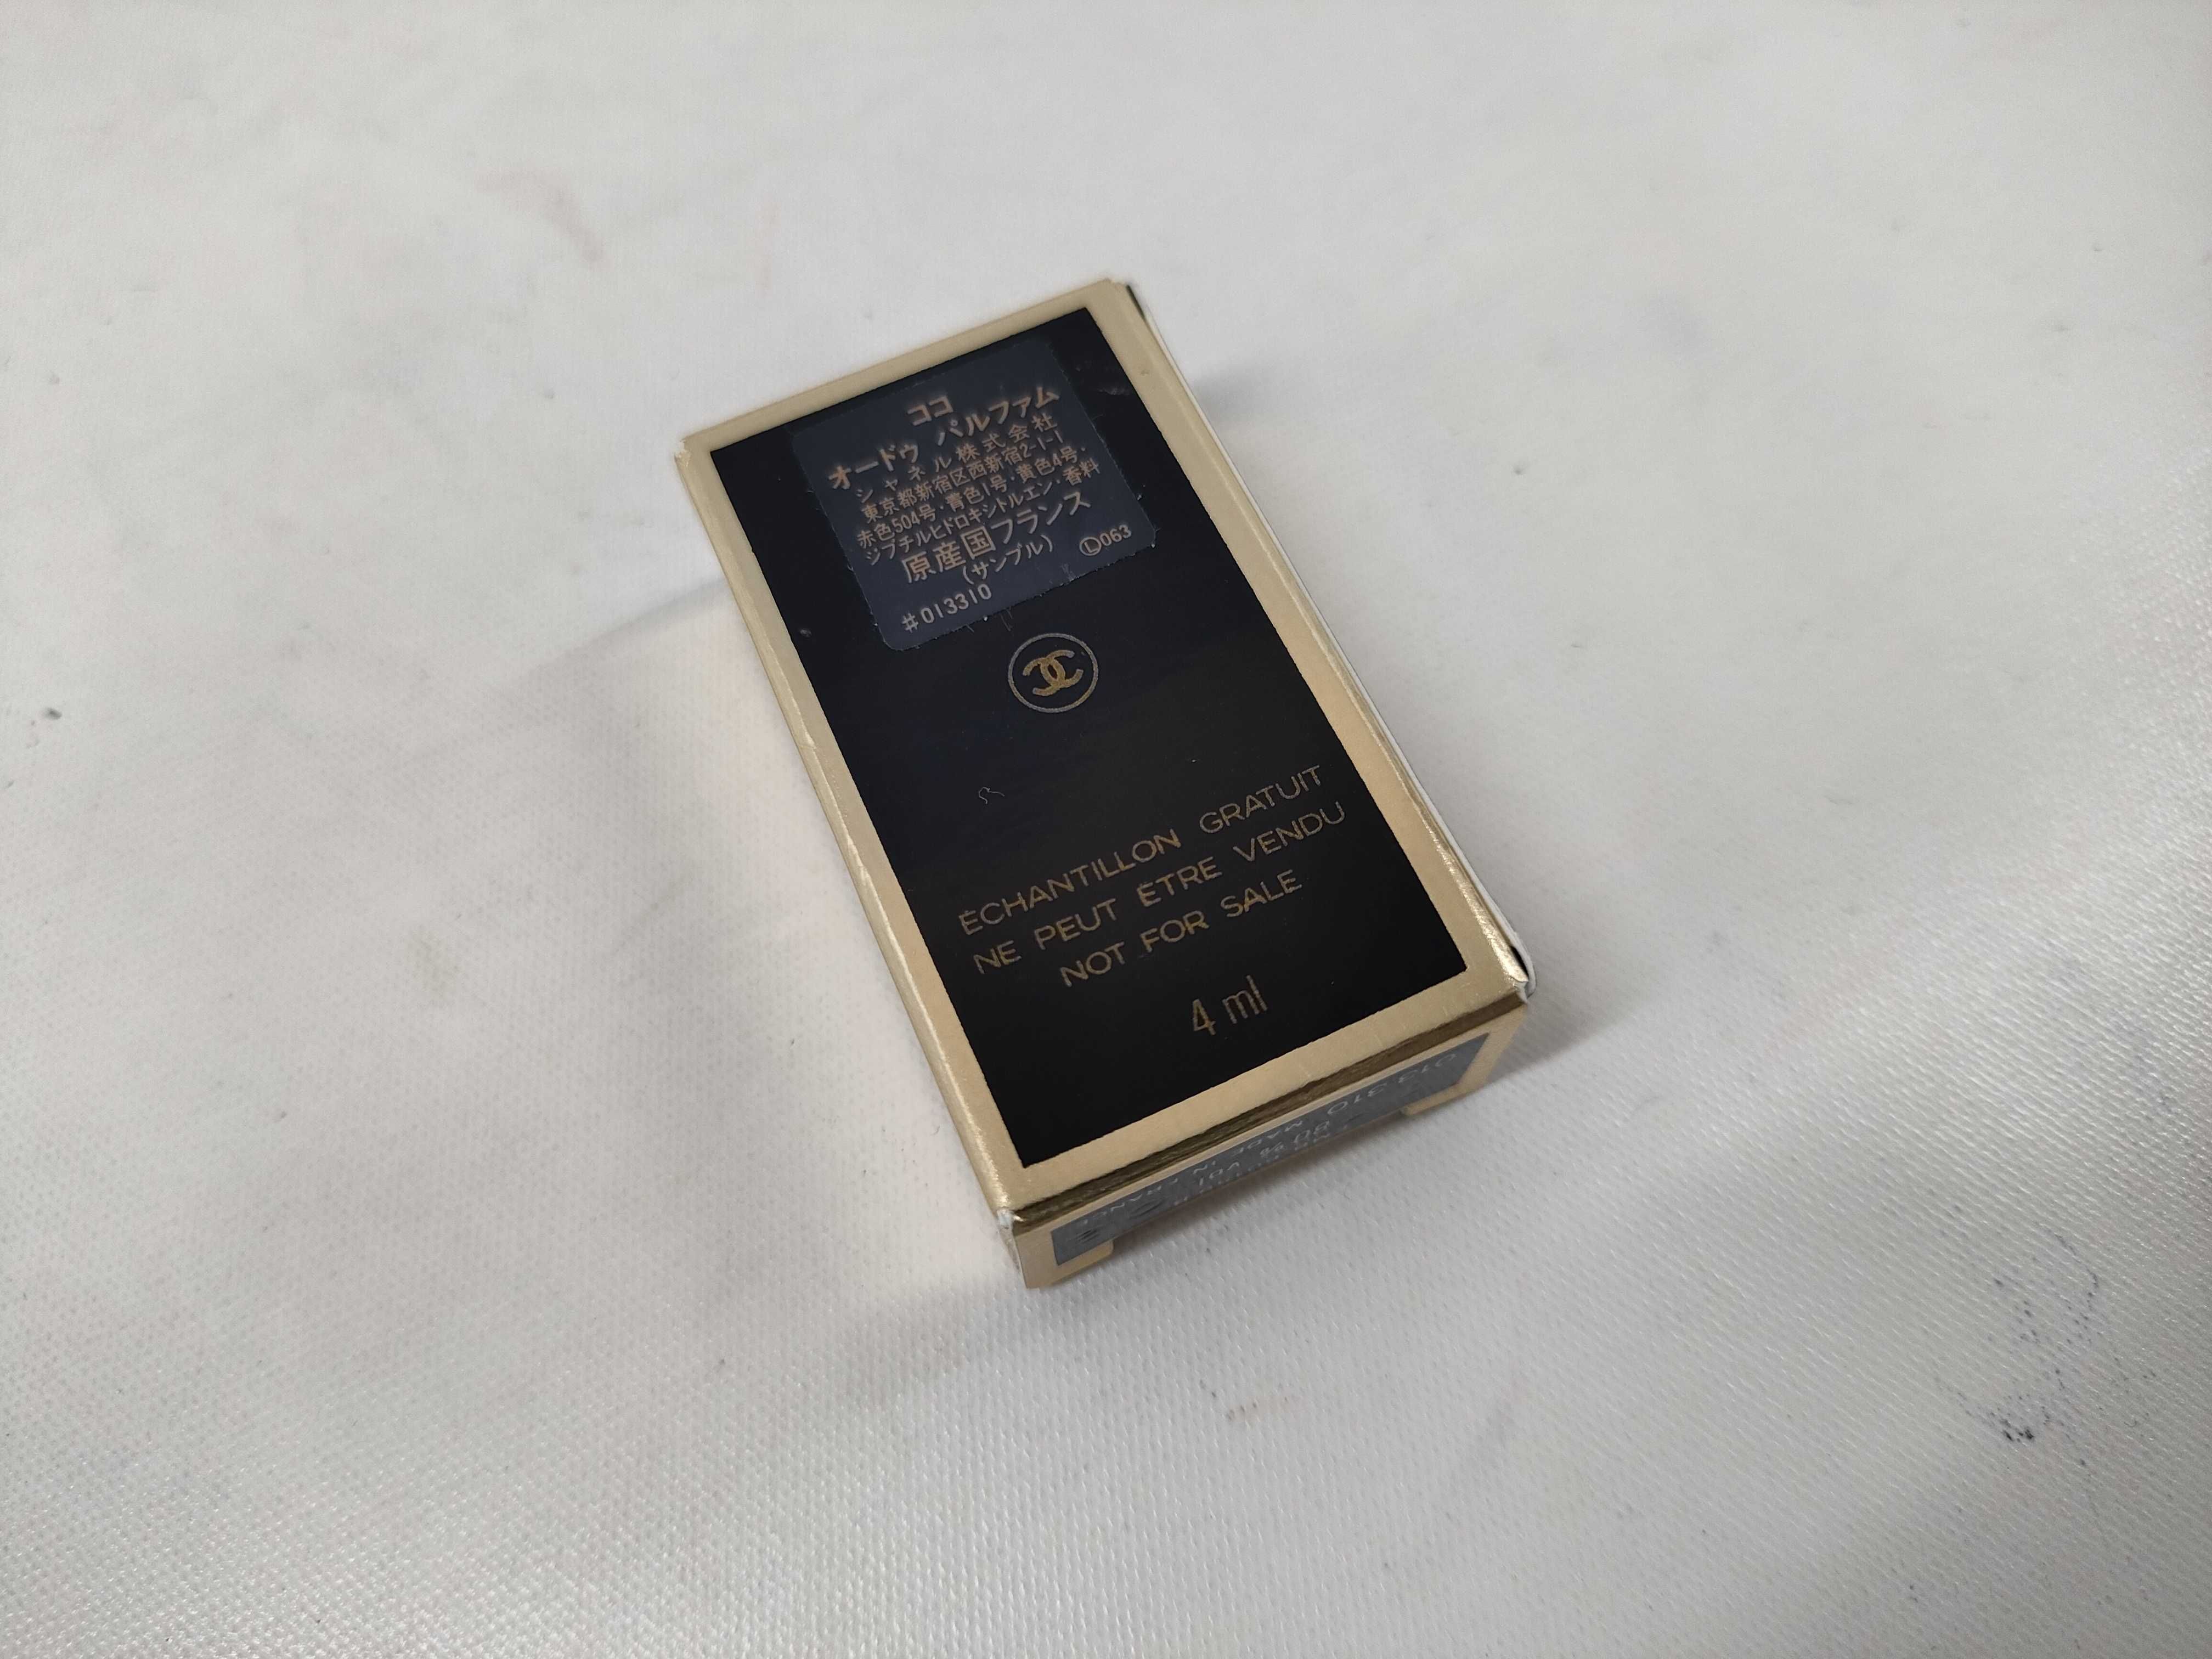 ココ
オードゥ パルファム
シャネル株式会社
東京都新宿区西新宿2-1-1
赤色504号・青色1号・黄色4号・
ジブチルヒドロキシトルエン・香料
原産国フランス
(サンプル) Ⓛ063
#013310
ÉCHANTILLON GRATUIT
NE PEUT ÊTRE VENDU
NOT FOR SALE
4 ml
MADE IN